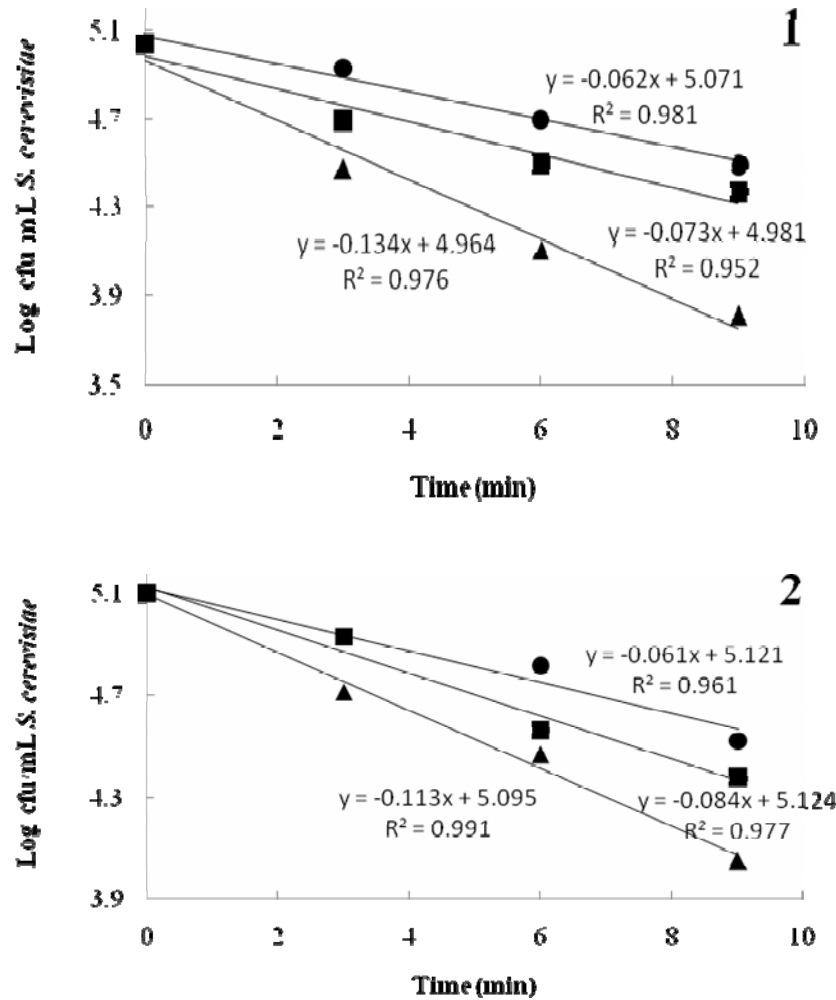 1
5.1
4.7
4.3
3.9
3.5
Log cfu mL S. cerevisiae
y = -0.062x + 5.071
R² = 0.981
y = -0.073x + 4.981
R² = 0.952
y = -0.134x + 4.964
R² = 0.976
0 2 4 6 8 10
Time (min)
2
5.1
4.7
4.3
3.9
Log cfu/mL S. cerevisiae
y = -0.061x + 5.121
R² = 0.961
y = -0.113x + 5.095
R² = 0.991
y = -0.084x + 5.124
R² = 0.977
0 2 4 6 8 10
Time (min)